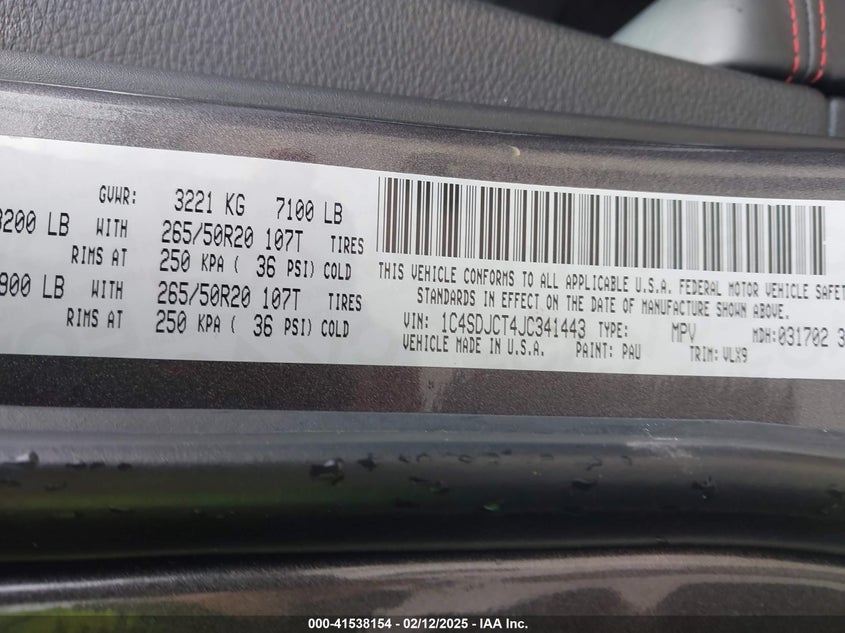 GVWR: 3221 KG 7100 LB
3200 LB WITH 265/50R20 107T TIRES
RIMS AT 250 KPA ( 36 PSI) COLD
900 LB WITH 265/50R20 107T TIRES
RIMS AT 250 KPA ( 36 PSI) COLD
THIS VEHICLE CONFORMS TO ALL APPLICABLE U.S.A. FEDERAL MOTOR VEHICLE SAFET
STANDARDS IN EFFECT ON THE DATE OF MANUFACTURE SHOWN ABOVE.
VIN: 1C4SDJCT4JC341443 TYPE: MPV MDH:031702 3
VEHICLE MADE IN U.S.A. PAINT: PAU TRIM: VLX9
000-41538154 – 02/12/2025 – IAA Inc.